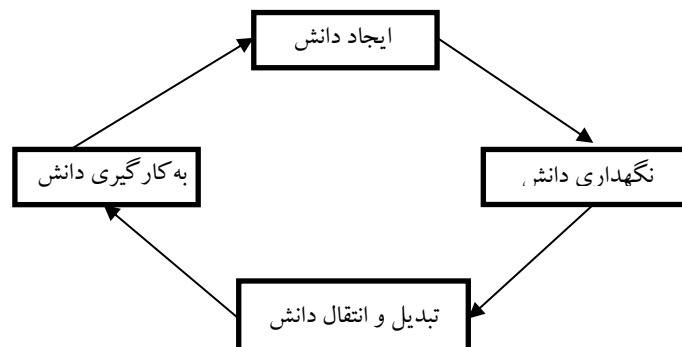 ایجاد دانش
نگهداری دانش
به‌کارگیری دانش
تبدیل و انتقال دانش